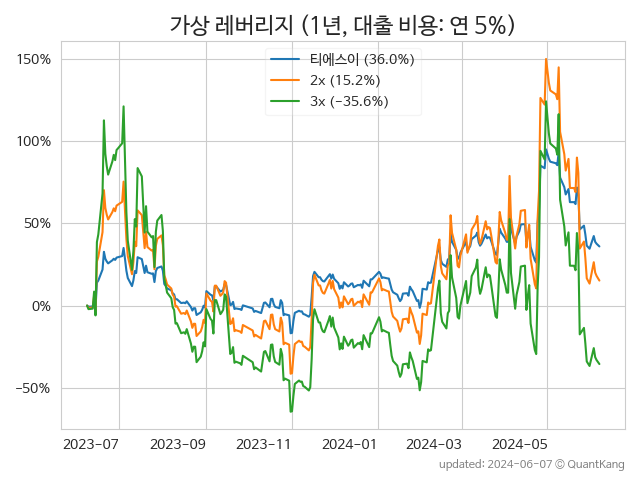 가상 레버리지 (1년, 대출 비용: 연 5%)
티에스이 (36.0%)
2x (15.2%)
3x (−35.6%)
150%
100%
50%
0%
−50%
2023-07
2023-09
2023-11
2024-01
2024-03
2024-05
updated: 2024-06-07 © QuantKang